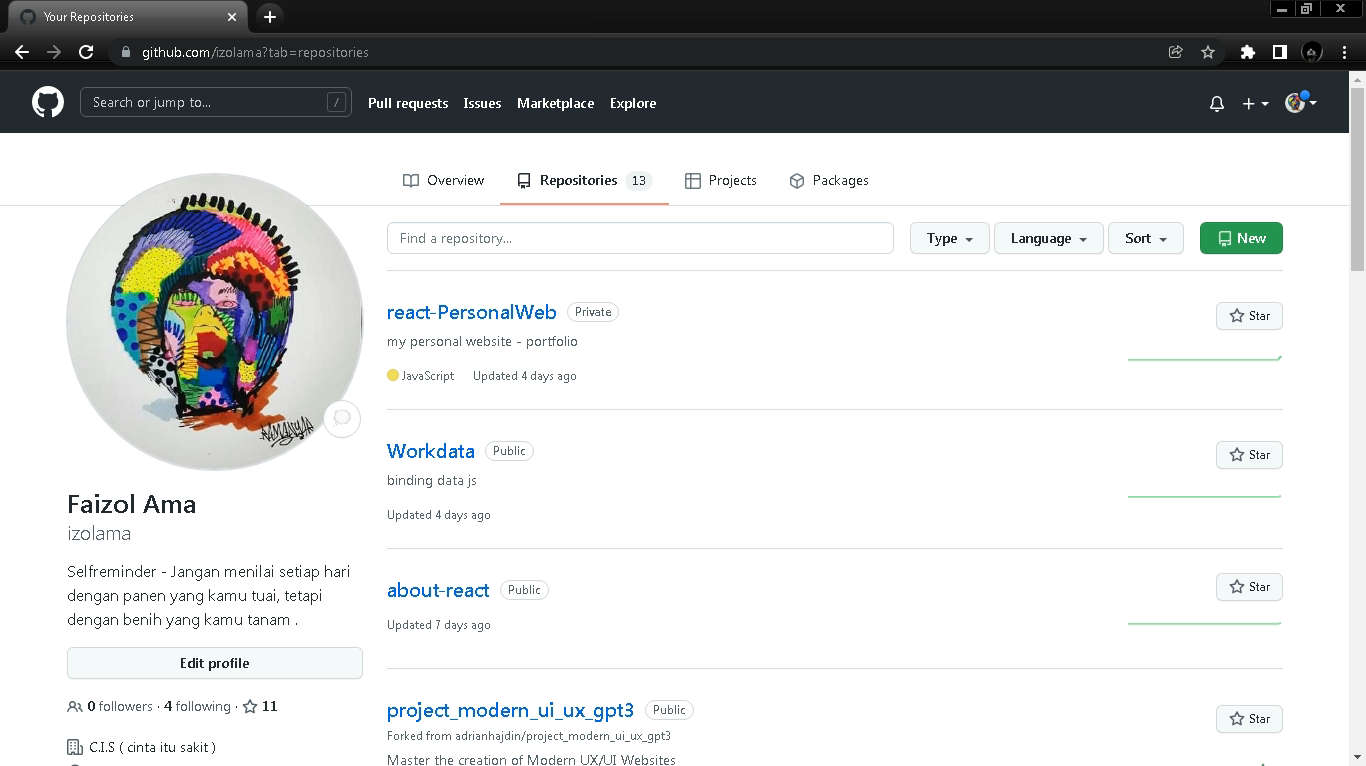 Your Repositories
github.com/izolama?tab=repositories
Search or jump to...
/
Pull requests
Issues
Marketplace
Explore
Overview
Repositories 13
Projects
Packages
Find a repository...
Type
Language
Sort
New
react-PersonalWeb Private
Star
my personal website - portfolio
JavaScript Updated 4 days ago
Workdata Public
Star
binding data js
Updated 4 days ago
about-react Public
Star
Updated 7 days ago
project_modern_ui_ux_gpt3 Public
Star
Forked from adrianhajdin/project_modern_ui_ux_gpt3
Master the creation of Modern UX/UI Websites
Faizol Ama
izolama
Selfreminder - Jangan menilai setiap hari
dengan panen yang kamu tuai, tetapi
dengan benih yang kamu tanam .
Edit profile
0 followers · 4 following · 11
C.I.S ( cinta itu sakit )